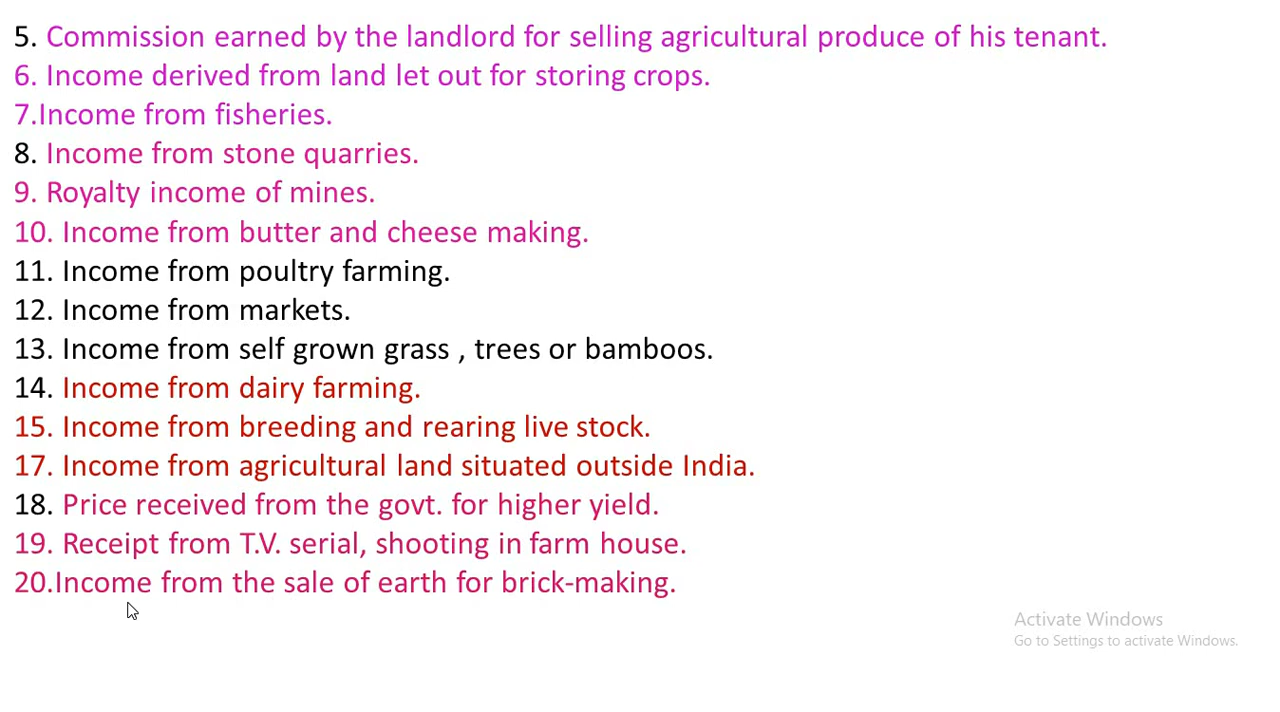 5. Commission earned by the landlord for selling agricultural produce of his tenant.
6. Income derived from land let out for storing crops.
7.Income from fisheries.
8. Income from stone quarries.
9. Royalty income of mines.
10. Income from butter and cheese making.
11. Income from poultry farming.
12. Income from markets.
13. Income from self grown grass , trees or bamboos.
14. Income from dairy farming.
15. Income from breeding and rearing live stock.
17. Income from agricultural land situated outside India.
18. Price received from the govt. for higher yield.
19. Receipt from T.V. serial, shooting in farm house.
20.Income from the sale of earth for brick-making.
Activate Windows
Go to Settings to activate Windows.